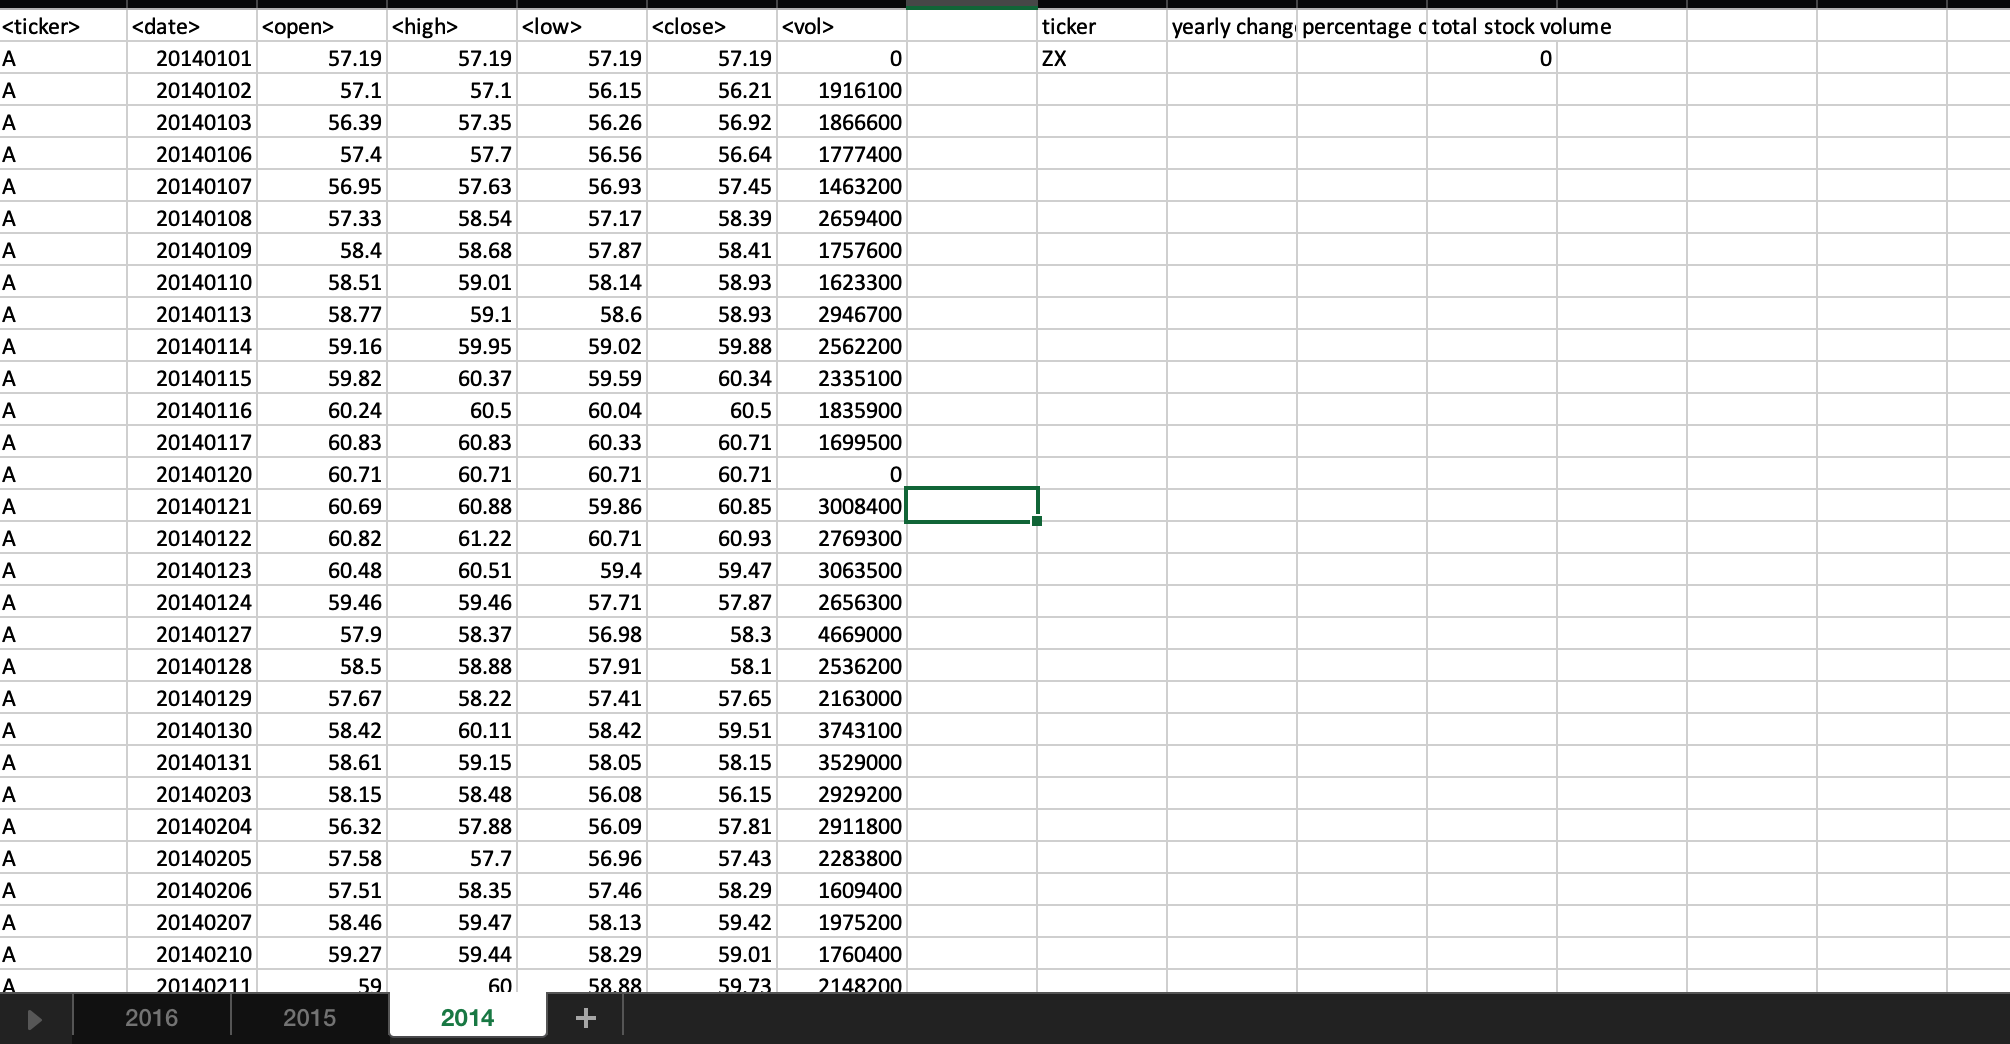 <ticker> <date> <open> <high> <low> <close> <vol> ticker yearly chang percentage c total stock volume
A 20140101 57.19 57.19 57.19 57.19 0 ZX 0
A 20140102 57.1 57.1 56.15 56.21 1916100
A 20140103 56.39 57.35 56.26 56.92 1866600
A 20140106 57.4 57.7 56.56 56.64 1777400
A 20140107 56.95 57.63 56.93 57.45 1463200
A 20140108 57.33 58.54 57.17 58.39 2659400
A 20140109 58.4 58.68 57.87 58.41 1757600
A 20140110 58.51 59.01 58.14 58.93 1623300
A 20140113 58.77 59.1 58.6 58.93 2946700
A 20140114 59.16 59.95 59.02 59.88 2562200
A 20140115 59.82 60.37 59.59 60.34 2335100
A 20140116 60.24 60.5 60.04 60.5 1835900
A 20140117 60.83 60.83 60.33 60.71 1699500
A 20140120 60.71 60.71 60.71 60.71 0
A 20140121 60.69 60.88 59.86 60.85 3008400
A 20140122 60.82 61.22 60.71 60.93 2769300
A 20140123 60.48 60.51 59.4 59.47 3063500
A 20140124 59.46 59.46 57.71 57.87 2656300
A 20140127 57.9 58.37 56.98 58.3 4669000
A 20140128 58.5 58.88 57.91 58.1 2536200
A 20140129 57.67 58.22 57.41 57.65 2163000
A 20140130 58.42 60.11 58.42 59.51 3743100
A 20140131 58.61 59.15 58.05 58.15 3529000
A 20140203 58.15 58.48 56.08 56.15 2929200
A 20140204 56.32 57.88 56.09 57.81 2911800
A 20140205 57.58 57.7 56.96 57.43 2283800
A 20140206 57.51 58.35 57.46 58.29 1609400
A 20140207 58.46 59.47 58.13 59.42 1975200
A 20140210 59.27 59.44 58.29 59.01 1760400
A 20140211 59 60 58.88 59.73 2148200
2016 2015 2014 +